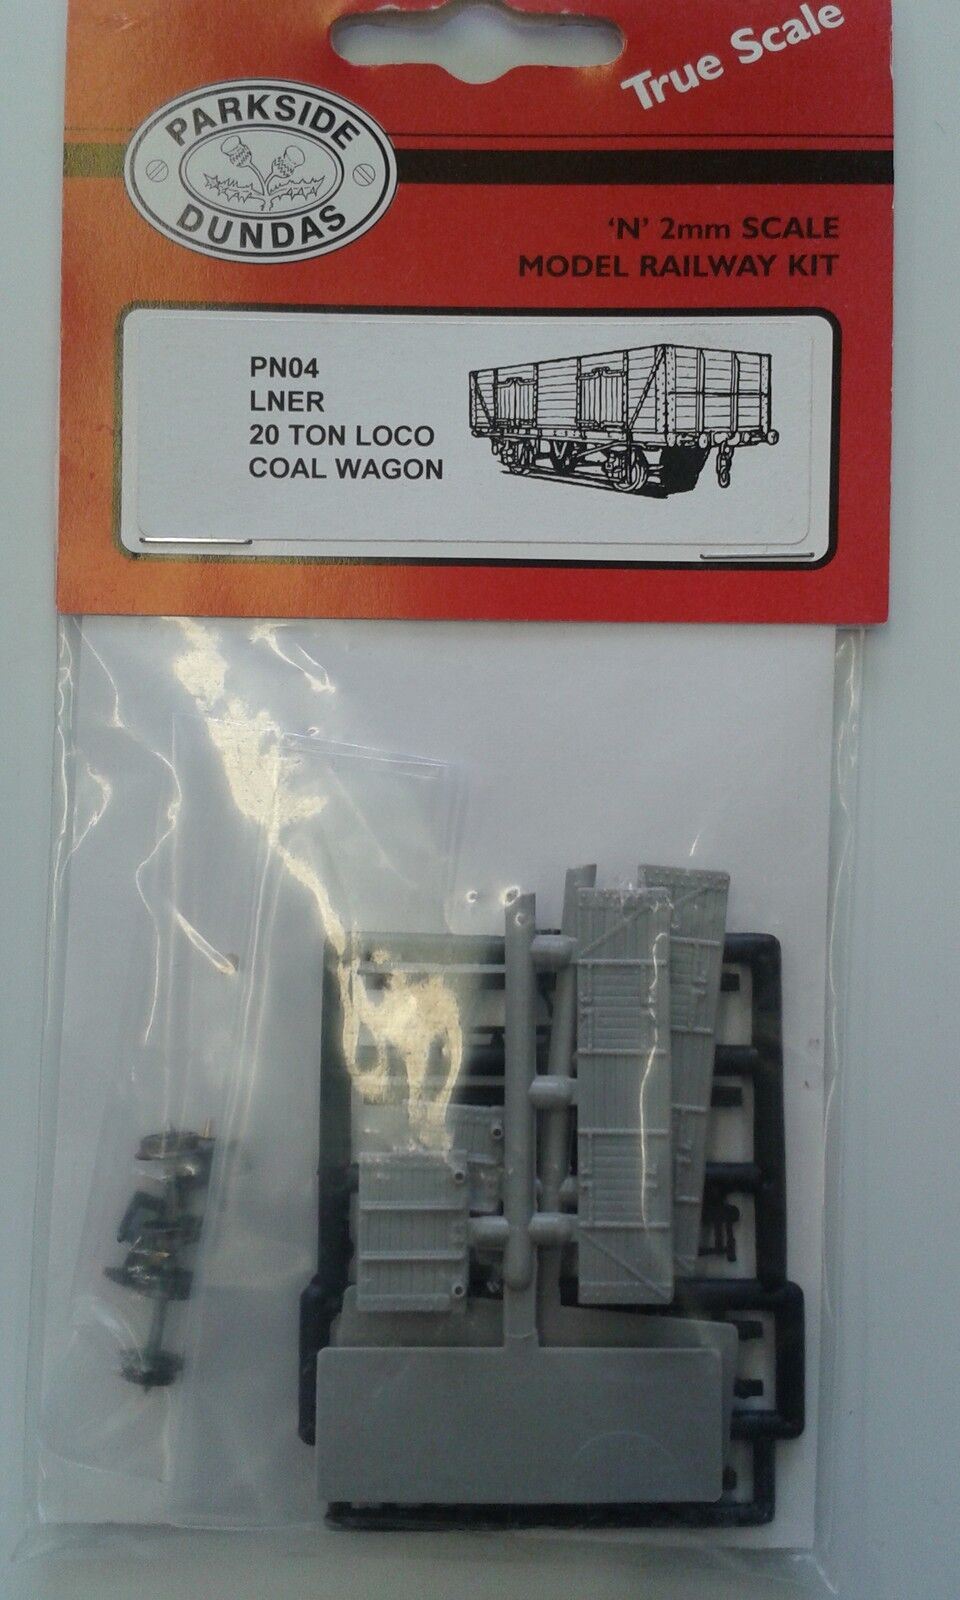 True Scale
PARKSIDE
DUNDAS
'N' 2mm SCALE
MODEL RAILWAY KIT
PN04
LNER
20 TON LOCO
COAL WAGON